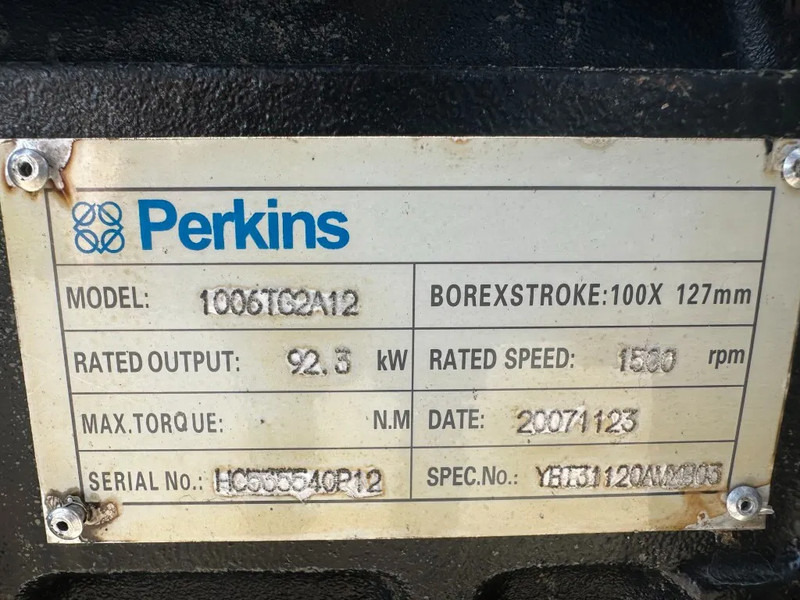 Perkins
MODEL: 1006TG2A12 BOREXSTROKE:100X 127mm
RATED OUTPUT: 92.3 kW RATED SPEED: 1500 rpm
MAX.TORQUE: N.M DATE: 20071123
SERIAL No.: HC535540P12 SPEC.No.: